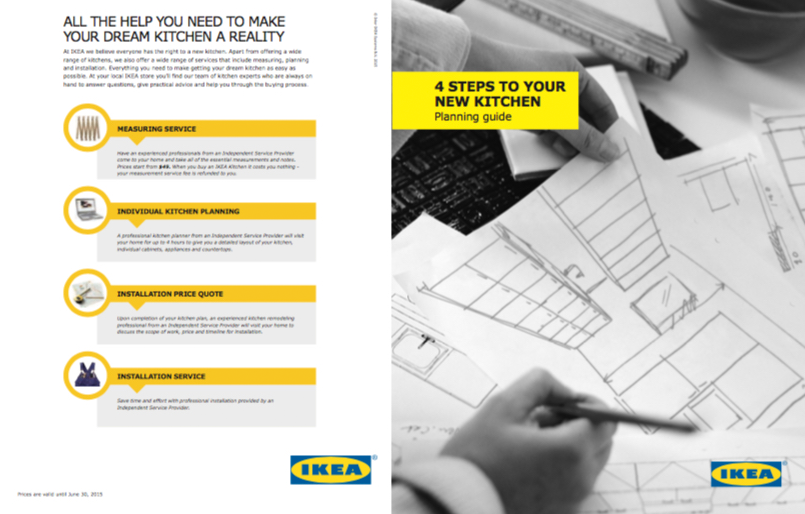 ALL THE HELP YOU NEED TO MAKE
YOUR DREAM KITCHEN A REALITY
At IKEA we believe everyone has the right to a new kitchen. Apart from offering a wide
range of kitchens, we also offer a wide range of services that include measuring, planning
and installation. Everything you need to make getting your dream kitchen as easy as
possible. At your local IKEA store you'll find our team of kitchen experts who are always on
hand to answer questions, give practical advice and help you through the buying process.
MEASURING SERVICE
Have an experienced professionals from an Independent Service Provider
come to your home and take all of the essential measurements and notes.
Prices start from $49. When you buy an IKEA Kitchen it costs you nothing -
your measurement service fee is refunded to you.
INDIVIDUAL KITCHEN PLANNING
A professional kitchen planner from an Independent Service Provider will visit
your home for up to 4 hours to give you a detailed layout of your kitchen,
individual cabinets, appliances and countertops.
INSTALLATION PRICE QUOTE
Upon completion of your kitchen plan, an experienced kitchen remodeling
professional from an Independent Service Provider will visit your home to
discuss the scope of work, price and timeline for installation.
INSTALLATION SERVICE
Save time and effort with professional installation provided by an
Independent Service Provider.
IKEA
Prices are valid until June 30, 2015
4 STEPS TO YOUR
NEW KITCHEN
Planning guide
IKEA